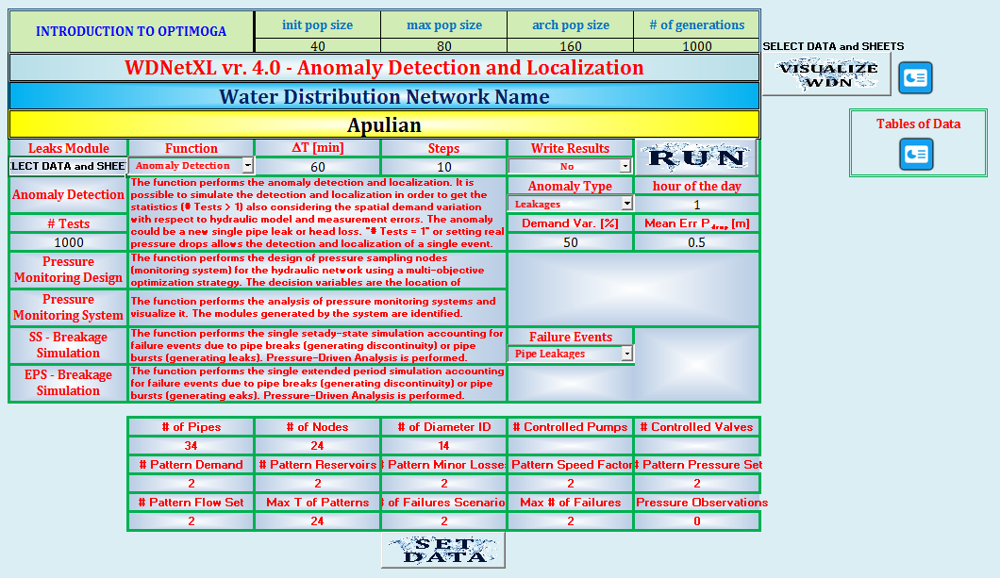 INTRODUCTION TO OPTIMOGA
init pop size
max pop size
arch pop size
# of generations
40
80
160
1000
SELECT DATA and SHEETS
WDNetXL vr. 4.0 - Anomaly Detection and Localization
VISUALIZE
WDN
Water Distribution Network Name
Apulian
Tables of Data
Leaks Module
Function
ΔT [min]
Steps
Write Results
RUN
LECT DATA and SHEE
Anomaly Detection
60
10
No
Anomaly Detection
The function performs the anomaly detection and localization. It is
possible to simulate the detection and localization in order to get the
statistics (# Tests > 1) also considering the spatial demand variation
with respect to hydraulic model and measurement errors. The anomaly
could be a new single pipe leak or head loss. "# Tests = 1" or setting real
pressure drops allows the detection and localization of a single event.
Anomaly Type
hour of the day
Leakages
1
# Tests
Demand Var. [%]
Mean Err Pdrop [m]
1000
50
0.5
Pressure
Monitoring Design
The function performs the design of pressure sampling nodes
(monitoring system) for the hydraulic network using a multi-objective
optimization strategy. The decision variables are the location of
Pressure
Monitoring System
The function performs the analysis of pressure monitoring systems and
visualize it. The modules generated by the system are identified.
SS - Breakage
Simulation
The function performs the single setady-state simulation accounting for
failure events due to pipe breaks (generating discontinuity) or pipe
bursts (generating leaks). Pressure-Driven Analysis is performed.
Failure Events
Pipe Leakages
EPS - Breakage
Simulation
The function performs the single extended period simulation accounting
for failure events due to pipe breaks (generating discontinuity) or pipe
bursts (generating eaks). Pressure-Driven Analysis is performed.
# of Pipes
# of Nodes
# of Diameter ID
# Controlled Pumps
# Controlled Valves
34
24
14
# Pattern Demand
# Pattern Reservoirs
# Pattern Minor Losse
Pattern Speed Factor
# Pattern Pressure Set
2
2
2
2
2
# Pattern Flow Set
Max T of Patterns
# of Failures Scenario
Max # of Failures
Pressure Observations
2
24
2
2
0
SET
DATA